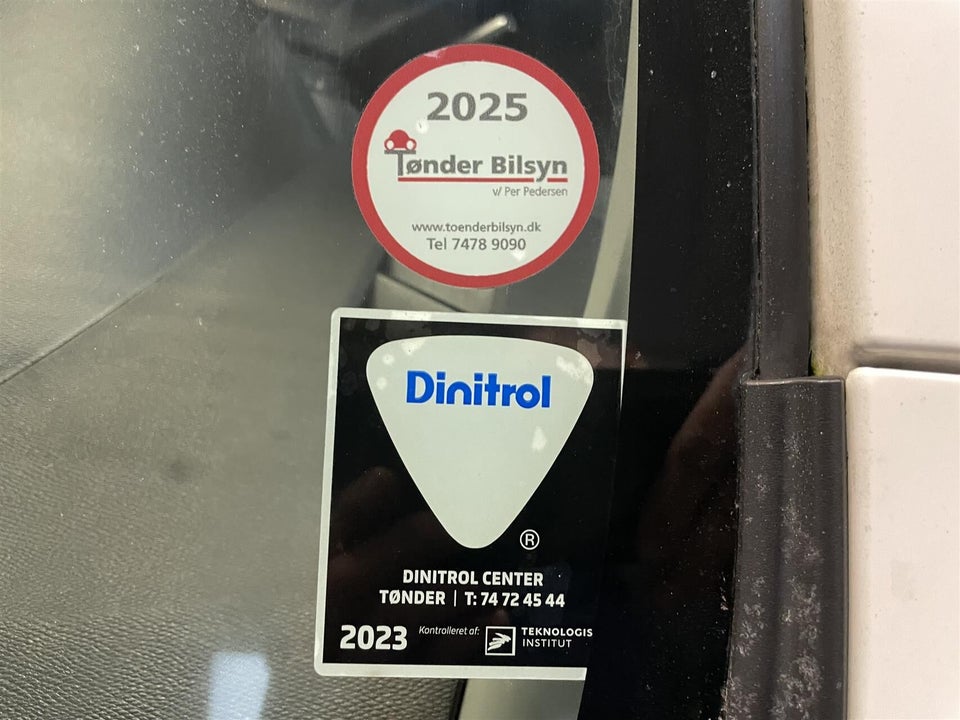 2025
Tønder Bilsyn
v/ Per Pedersen
www.toenderbilsyn.dk
Tel 7478 9090
Dinitrol
®
DINITROL CENTER
TØNDER | T: 74 72 45 44
2023 Kontrolleret af: TEKNOLOGIS
INSTITUT